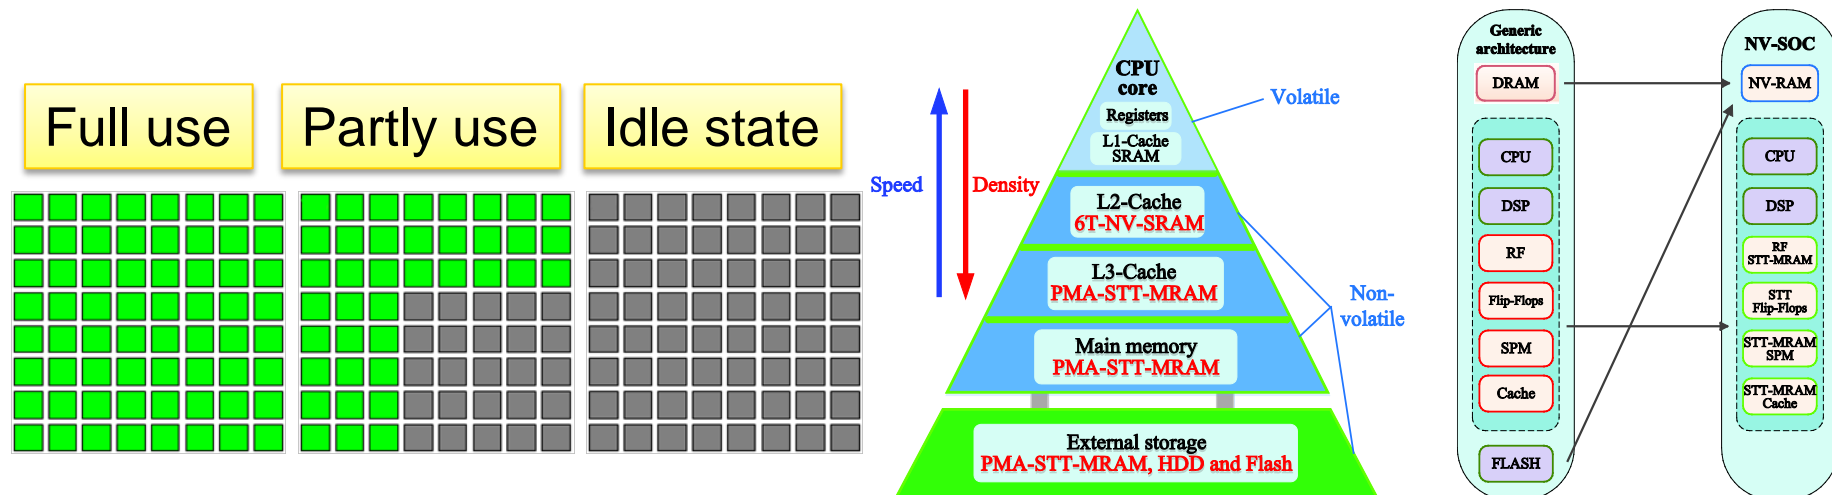 Full use
Partly use
Idle state
Speed
Density
CPU
core
Registers
L1-Cache
SRAM
L2-Cache
6T-NV-SRAM
L3-Cache
PMA-STT-MRAM
Main memory
PMA-STT-MRAM
External storage
PMA-STT-MRAM, HDD and Flash
Volatile
Non-
volatile
Generic
architecture
DRAM
CPU
DSP
RF
Flip-Flops
SPM
Cache
FLASH
NV-SOC
NV-RAM
CPU
DSP
RF
STT-MRAM
STT
Flip-Flops
STT-MRAM
SPM
STT-MRAM
Cache